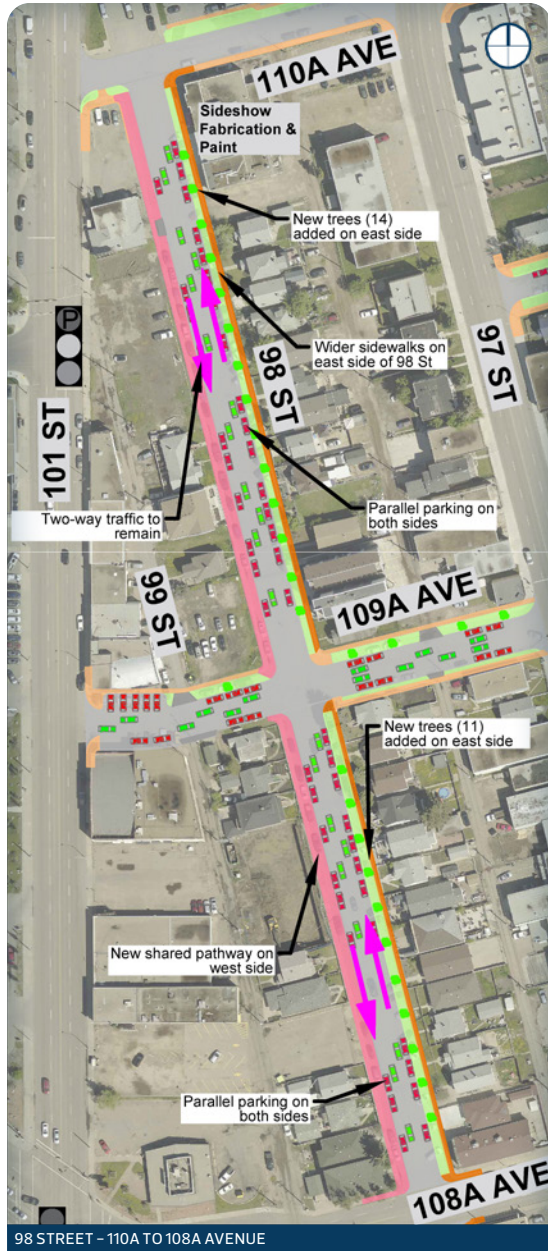 110A AVE
Sideshow
Fabrication &
Paint
New trees (14)
added on east side
Wider sidewalks on
east side of 98 St
98 ST
97 ST
P
101 ST
Parallel parking on
both sides
Two-way traffic to
remain
99 ST
109A AVE
New trees (11)
added on east side
New shared pathway on
west side
Parallel parking on
both sides
108A AVE
98 STREET – 110A TO 108A AVENUE